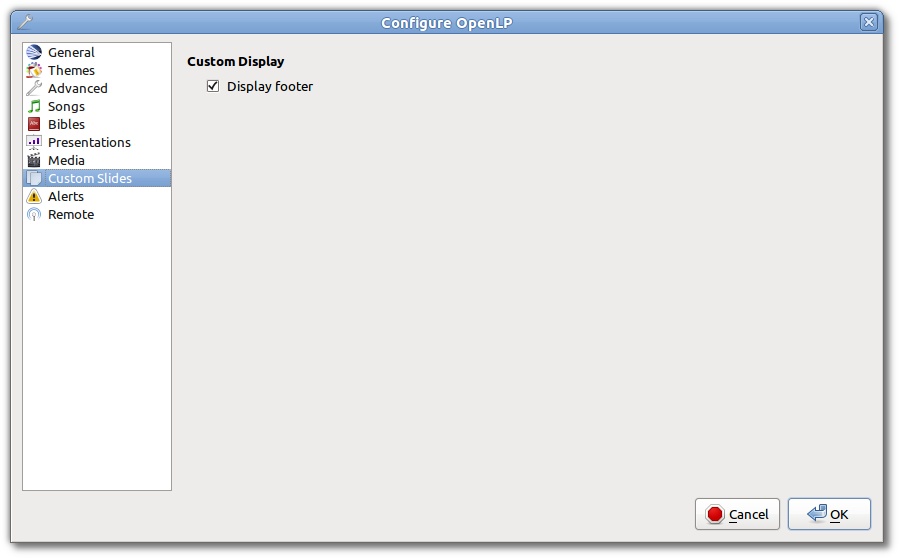 Configure OpenLP
General
Themes
Advanced
Songs
Bibles
Presentations
Media
Custom Slides
Alerts
Remote
Custom Display
Display footer
Cancel
OK